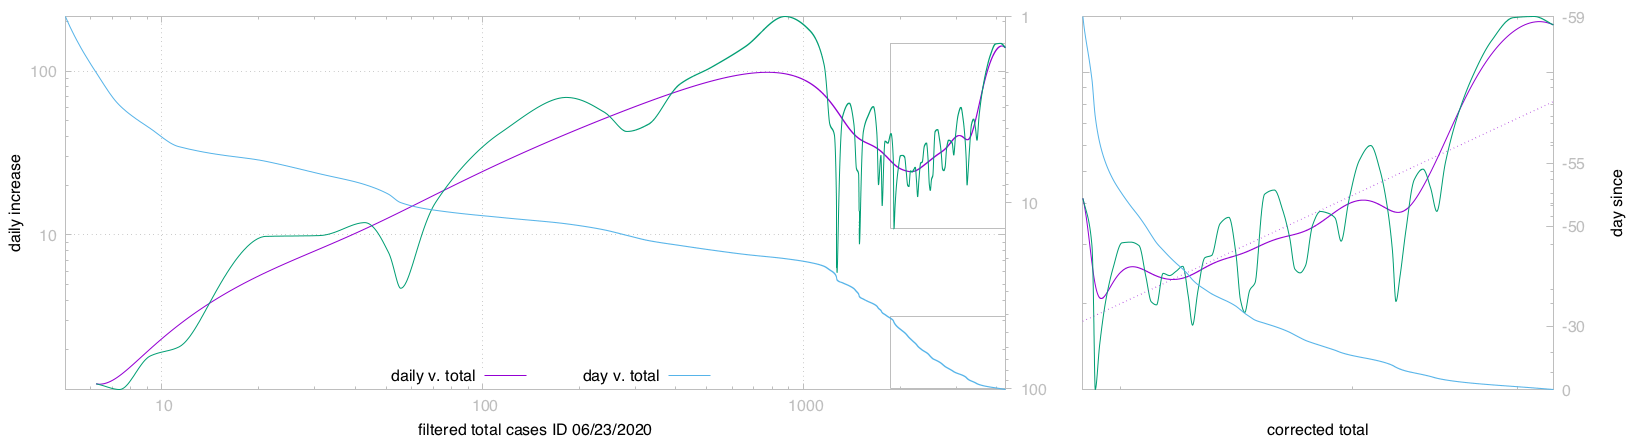 daily increase
100
10
daily v. total
day v. total
10
100
1000
1
10
100
filtered total cases ID 06/23/2020
-59
-55
-50
-30
0
day since
corrected total